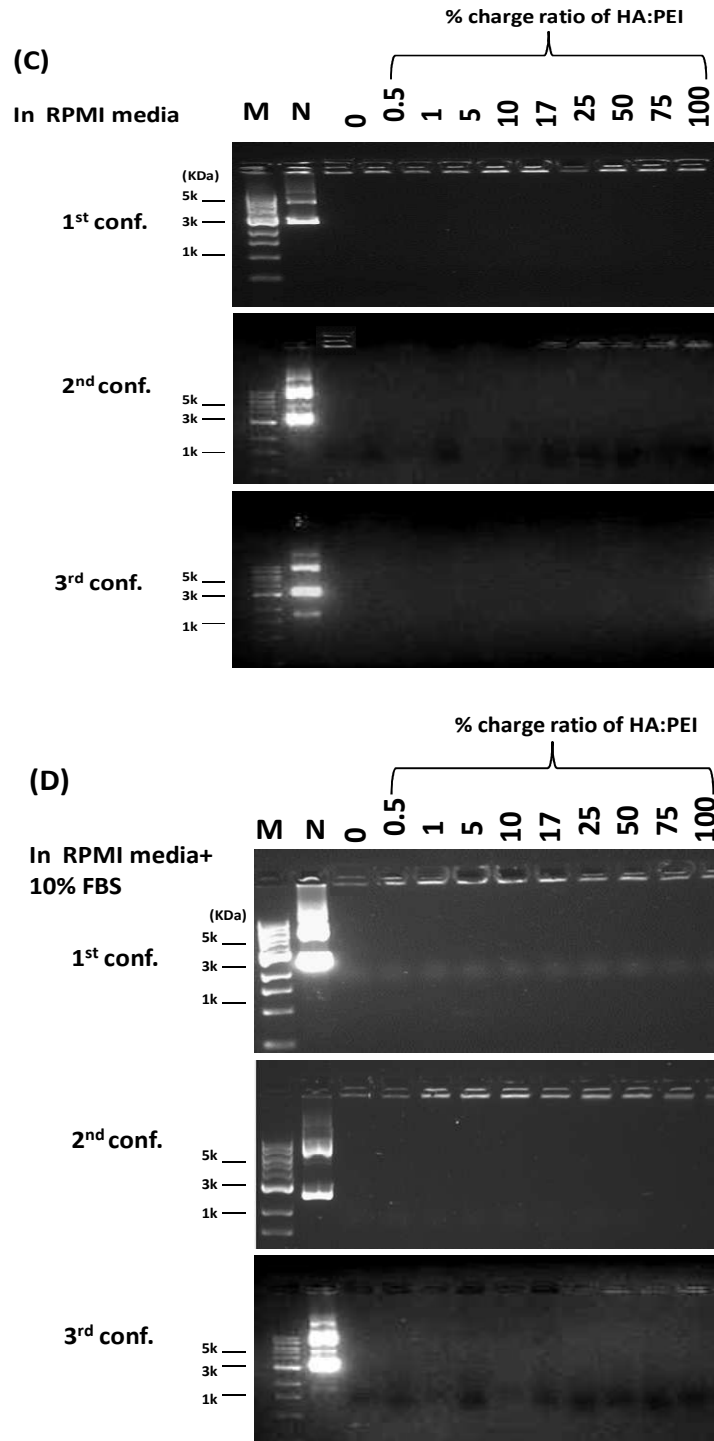 % charge ratio of HA:PEI
(C)
In RPMI media
M N 0 0.5 1 5 10 17 25 50 75 100
(KDa)
5k
3k
1k
1st conf.
5k
3k
1k
2nd conf.
5k
3k
1k
3rd conf.
% charge ratio of HA:PEI
(D)
M N 0 0.5 1 5 10 17 25 50 75 100
In RPMI media+
10% FBS
(KDa)
5k
3k
1k
1st conf.
5k
3k
1k
2nd conf.
5k
3k
1k
3rd conf.